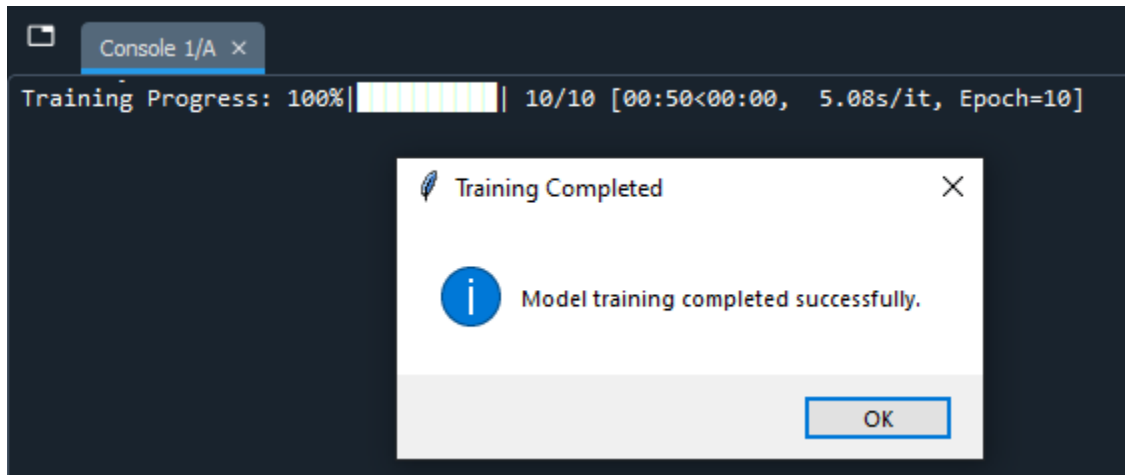 Console 1/A ×
Training Progress: 100%|██████████| 10/10 [00:50<00:00,  5.08s/it, Epoch=10]
Training Completed
Model training completed successfully.
OK